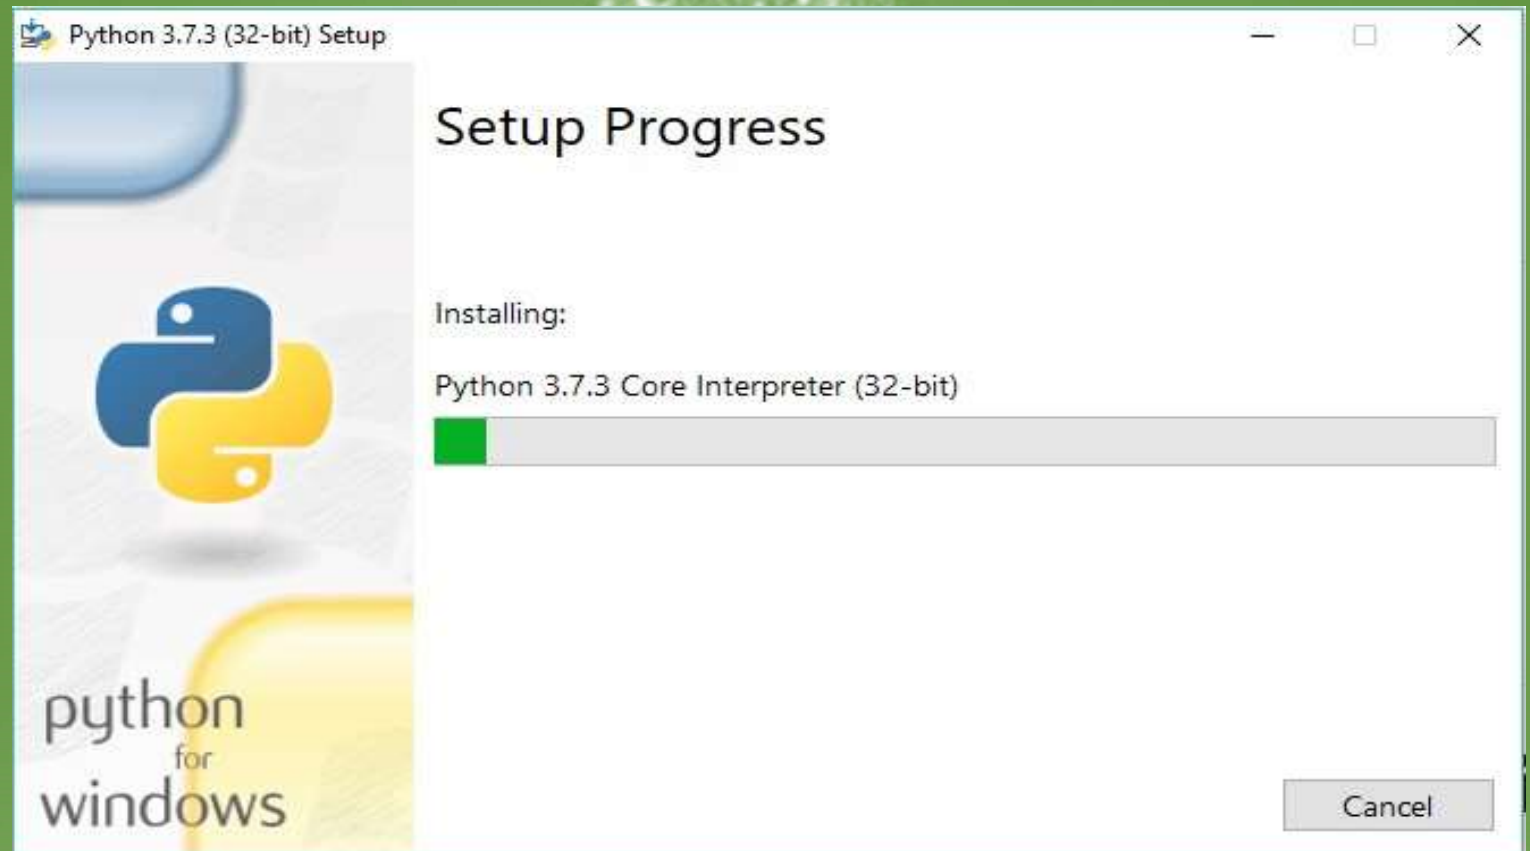 Python 3.7.3 (32-bit) Setup
Setup Progress
Installing:
Python 3.7.3 Core Interpreter (32-bit)
python
for
windows
Cancel